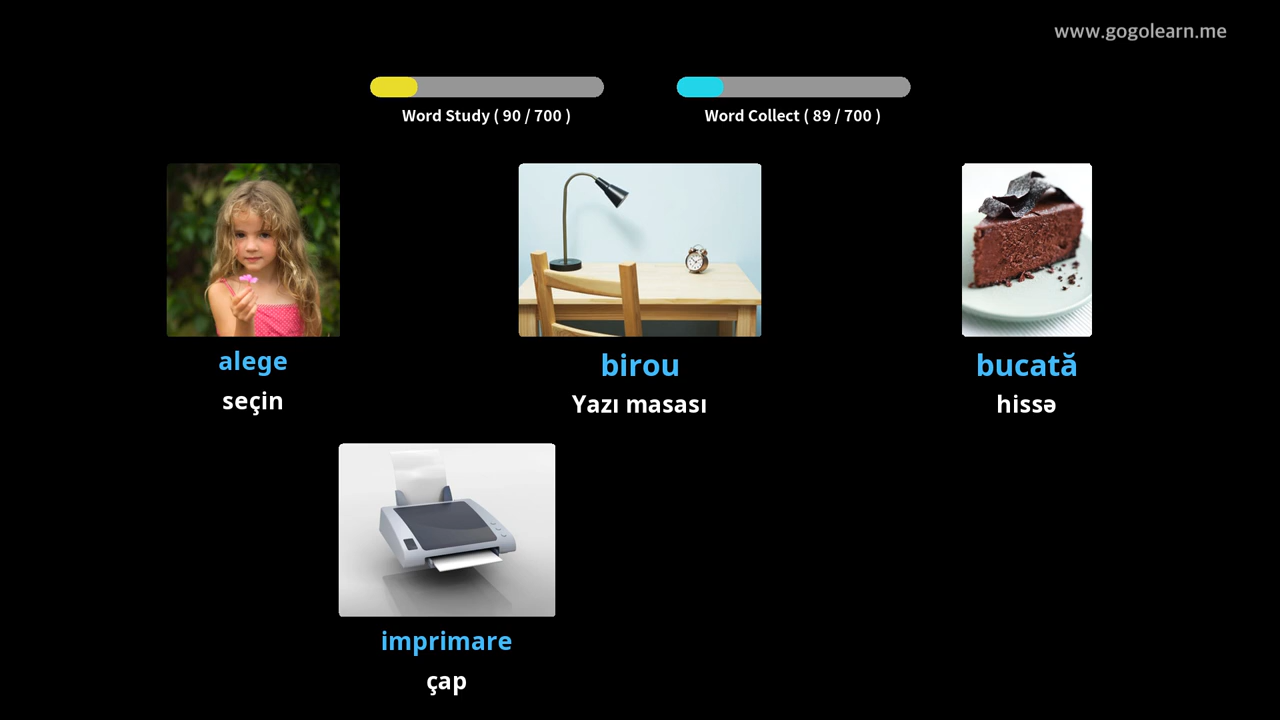 www.gogolearn.me
Word Study ( 90 / 700 )
Word Collect ( 89 / 700 )
alege
seçin
birou
Yazı masası
bucată
hissə
imprimare
çap